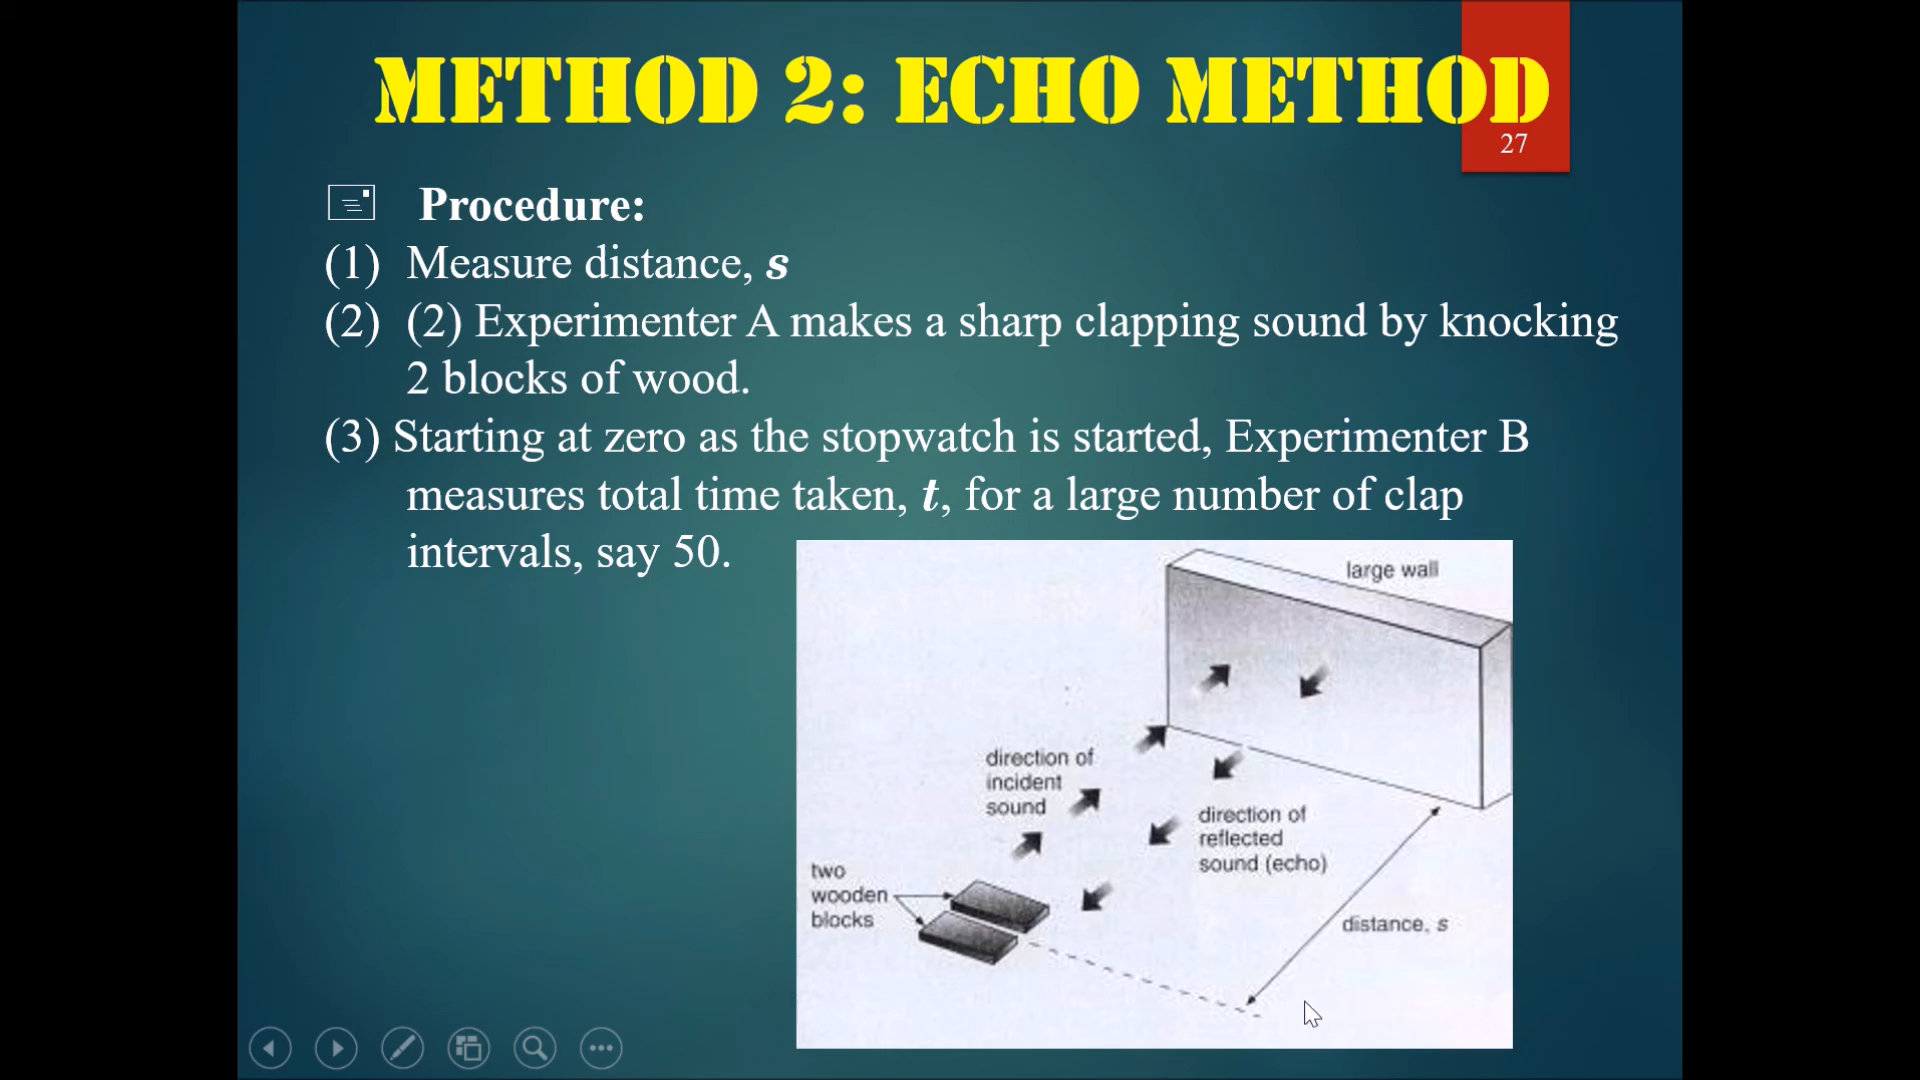 METHOD 2: ECHO METHOD
27
Procedure:
(1) Measure distance, s
(2) (2) Experimenter A makes a sharp clapping sound by knocking
2 blocks of wood.
(3) Starting at zero as the stopwatch is started, Experimenter B
measures total time taken, t, for a large number of clap
intervals, say 50.
large wall
direction of
incident
sound
direction of
reflected
sound (echo)
two
wooden
blocks
distance, s